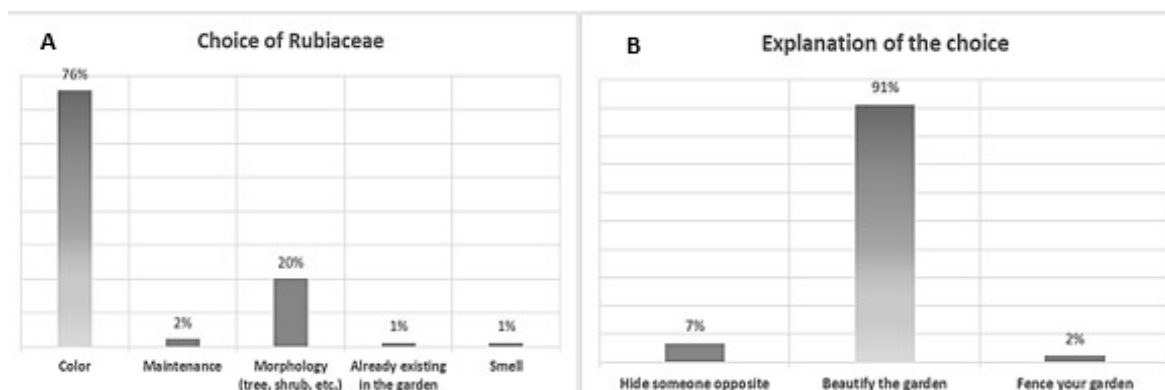 A
Choice of Rubiaceae
76%
2%
20%
1%
1%
Color
Maintenance
Morphology
(tree, shrub, etc.)
Already existing
in the garden
Smell
B
Explanation of the choice
7%
91%
2%
Hide someone opposite
Beautify the garden
Fence your garden